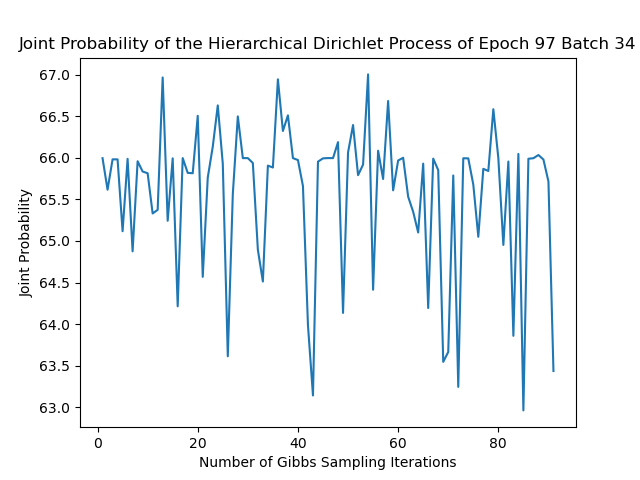 Joint Probability of the Hierarchical Dirichlet Process of Epoch 97 Batch 34
67.0
66.5
66.0
65.5
65.0
64.5
64.0
63.5
63.0
Joint Probability
0 20 40 60 80
Number of Gibbs Sampling Iterations